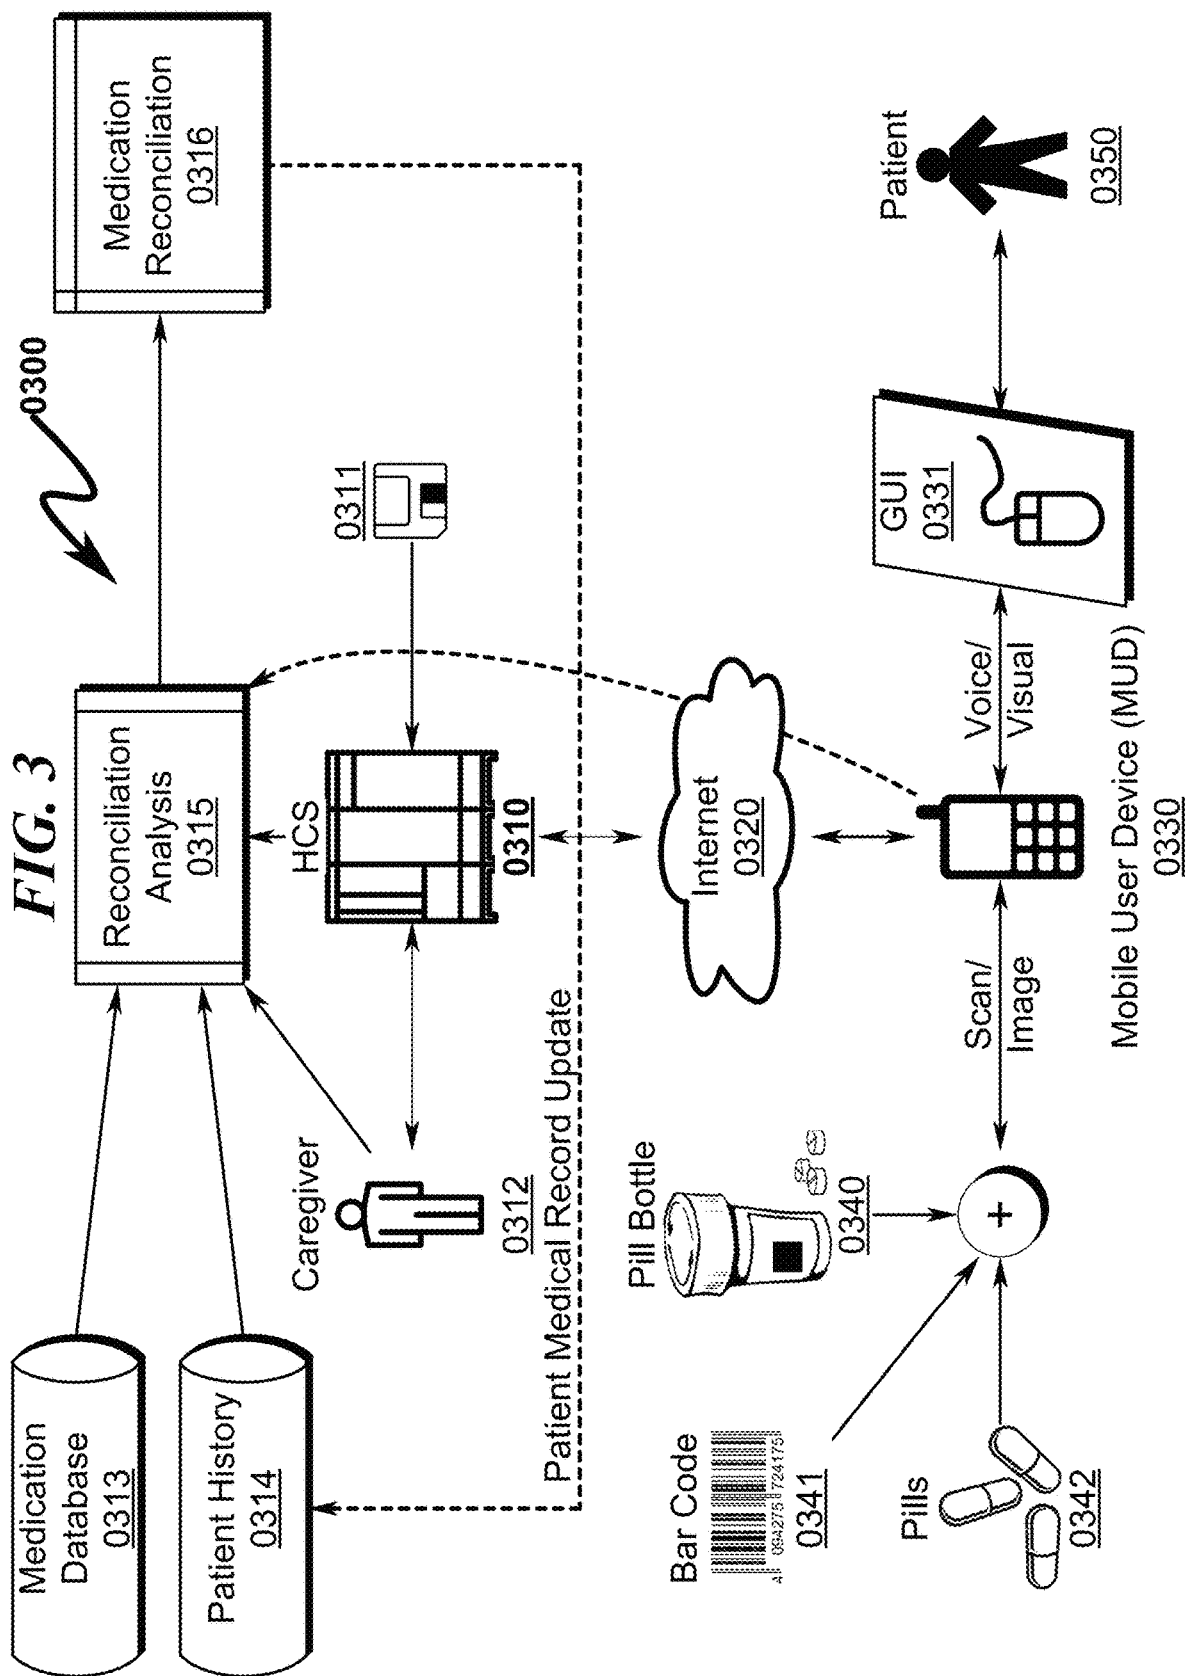 FIG. 3
0300
Medication
Database
0313
Patient History
0314
Reconciliation
Analysis
0315
Medication
Reconciliation
0316
Caregiver
0312
HCS
0310
0311
Patient Medical Record Update
Internet
0320
Bar Code
A 094275 724175
0341
Pill Bottle
0340
Pills
0342
Scan/
Image
Mobile User Device (MUD)
0330
Voice/
Visual
GUI
0331
Patient
0350
+